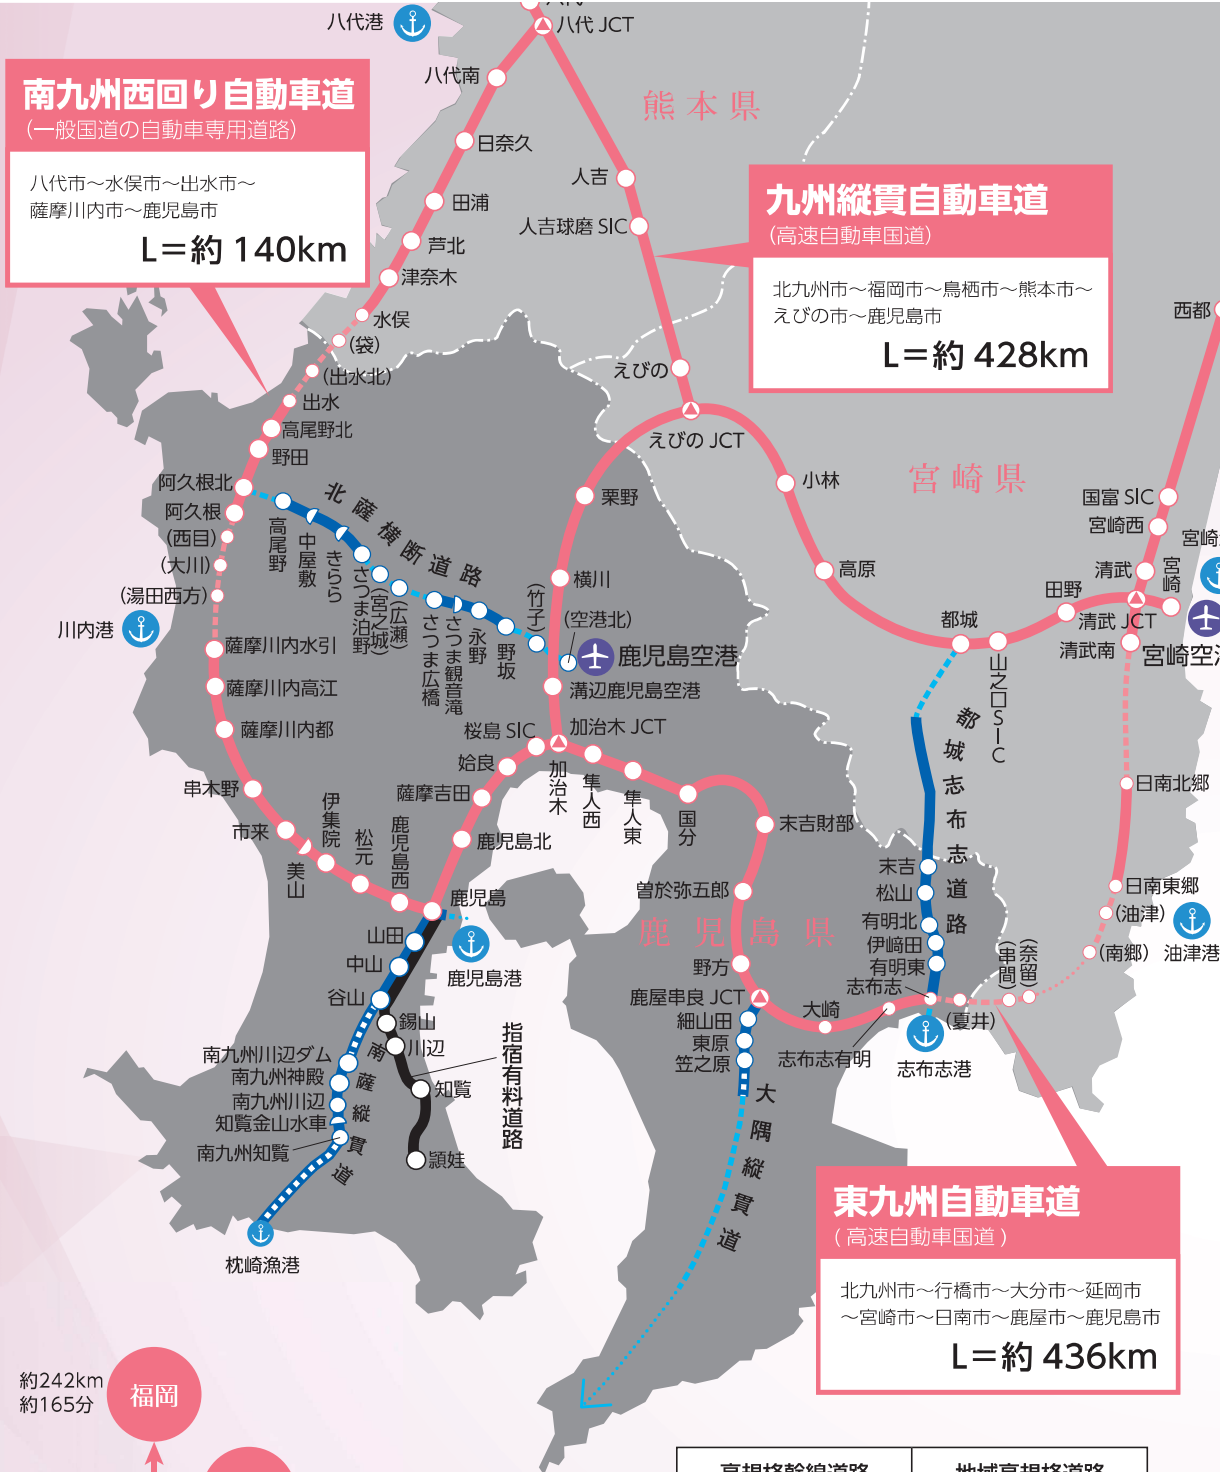 八代港
八代JCT
八代南
熊本県
南九州西回り自動車道
(一般国道の自動車専用道路)
八代市～水俣市～出水市～
薩摩川内市～鹿児島市
L=約 140km
日奈久
田浦
芦北
津奈木
水俣
(袋)
(出水北)
出水
高尾野北
野田
阿久根北
阿久根
(西目)
(大川)
(湯田西方)
川内港
薩摩川内水引
薩摩川内高江
薩摩川内都
串木野
市来
美山
伊集院
松元
鹿児島西
鹿児島
人吉
人吉球磨 SIC
九州縦貫自動車道
(高速自動車国道)
北九州市～福岡市～鳥栖市～熊本市～
えびの市～鹿児島市
L=約 428km
えびの
えびの JCT
栗野
横川
小林
高原
宮崎県
西都
国富 SIC
宮崎西
清武
宮崎
田野
清武 JCT
清武南
宮崎空
都城
山之口SIC
北薩横断道路
高尾野
中屋敷
きらら
さつま泊野
(宮之城)
(広瀬)
さつま広橋
さつま観音滝
永野
野坂
(竹子)
(空港北)
鹿児島空港
溝辺鹿児島空港
桜島 SIC
加治木 JCT
加治木
姶良
薩摩吉田
鹿児島北
隼人西
隼人東
国分
末吉財部
曽於弥五郎
鹿児島県
野方
鹿屋串良 JCT
大崎
志布志有明
志布志
(夏井)
(串間)
(奈留)
(南郷)
(油津)
油津港
日南東郷
日南北郷
都城志布志道路
末吉
松山
有明北
伊﨑田
有明東
志布志港
細山田
東原
笠之原
大隅縦貫道
鹿児島港
山田
中山
谷山
錫山
川辺
知覧
頴娃
指宿有料道路
南薩縦貫道
南九州川辺ダム
南九州神殿
南九州川辺
知覧金山水車
南九州知覧
枕崎漁港
東九州自動車道
(高速自動車国道)
北九州市～行橋市～大分市～延岡市
～宮崎市～日南市～鹿屋市～鹿児島市
L=約 436km
約242km
約165分
福岡
高規格幹線道路
地域高規格道路